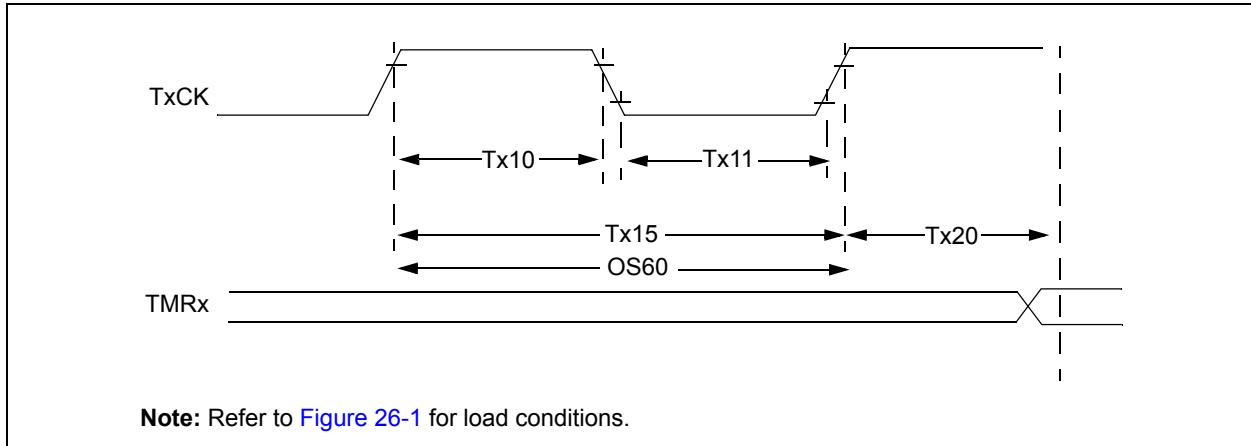 TxCK
Tx10
Tx11
Tx15
Tx20
OS60
TMRx
Note: Refer to Figure 26-1 for load conditions.